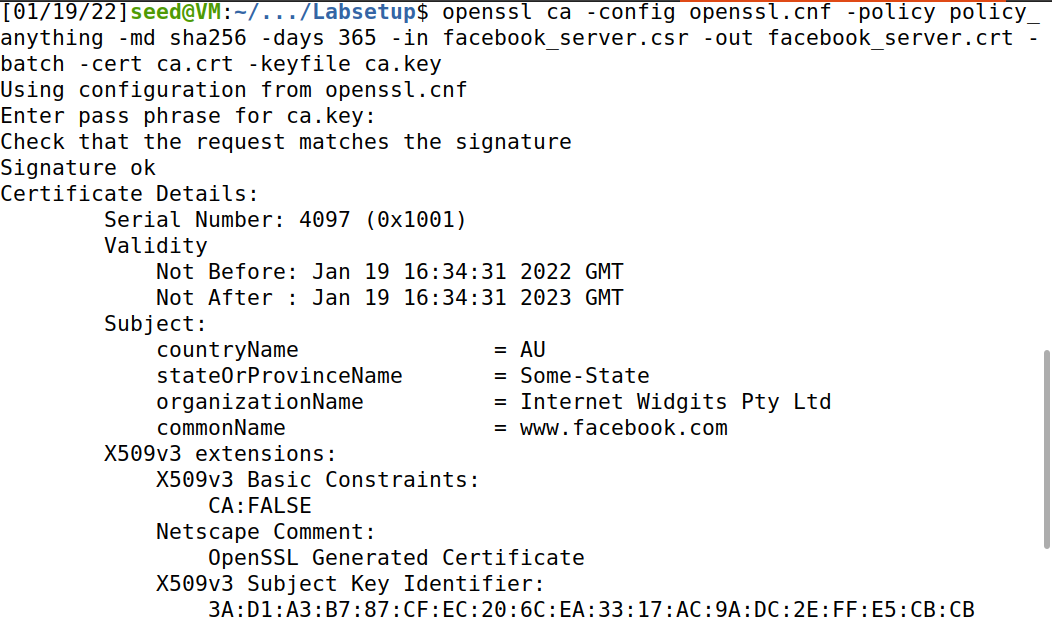 [01/19/22]seed@VM:~/.../Labsetup$ openssl ca -config openssl.cnf -policy policy_
anything -md sha256 -days 365 -in facebook_server.csr -out facebook_server.crt -
batch -cert ca.crt -keyfile ca.key
Using configuration from openssl.cnf
Enter pass phrase for ca.key:
Check that the request matches the signature
Signature ok
Certificate Details:
        Serial Number: 4097 (0x1001)
        Validity
            Not Before: Jan 19 16:34:31 2022 GMT
            Not After : Jan 19 16:34:31 2023 GMT
        Subject:
            countryName               = AU
            stateOrProvinceName       = Some-State
            organizationName          = Internet Widgits Pty Ltd
            commonName                = www.facebook.com
        X509v3 extensions:
            X509v3 Basic Constraints:
                CA:FALSE
            Netscape Comment:
                OpenSSL Generated Certificate
            X509v3 Subject Key Identifier:
                3A:D1:A3:B7:87:CF:EC:20:6C:EA:33:17:AC:9A:DC:2E:FF:E5:CB:CB